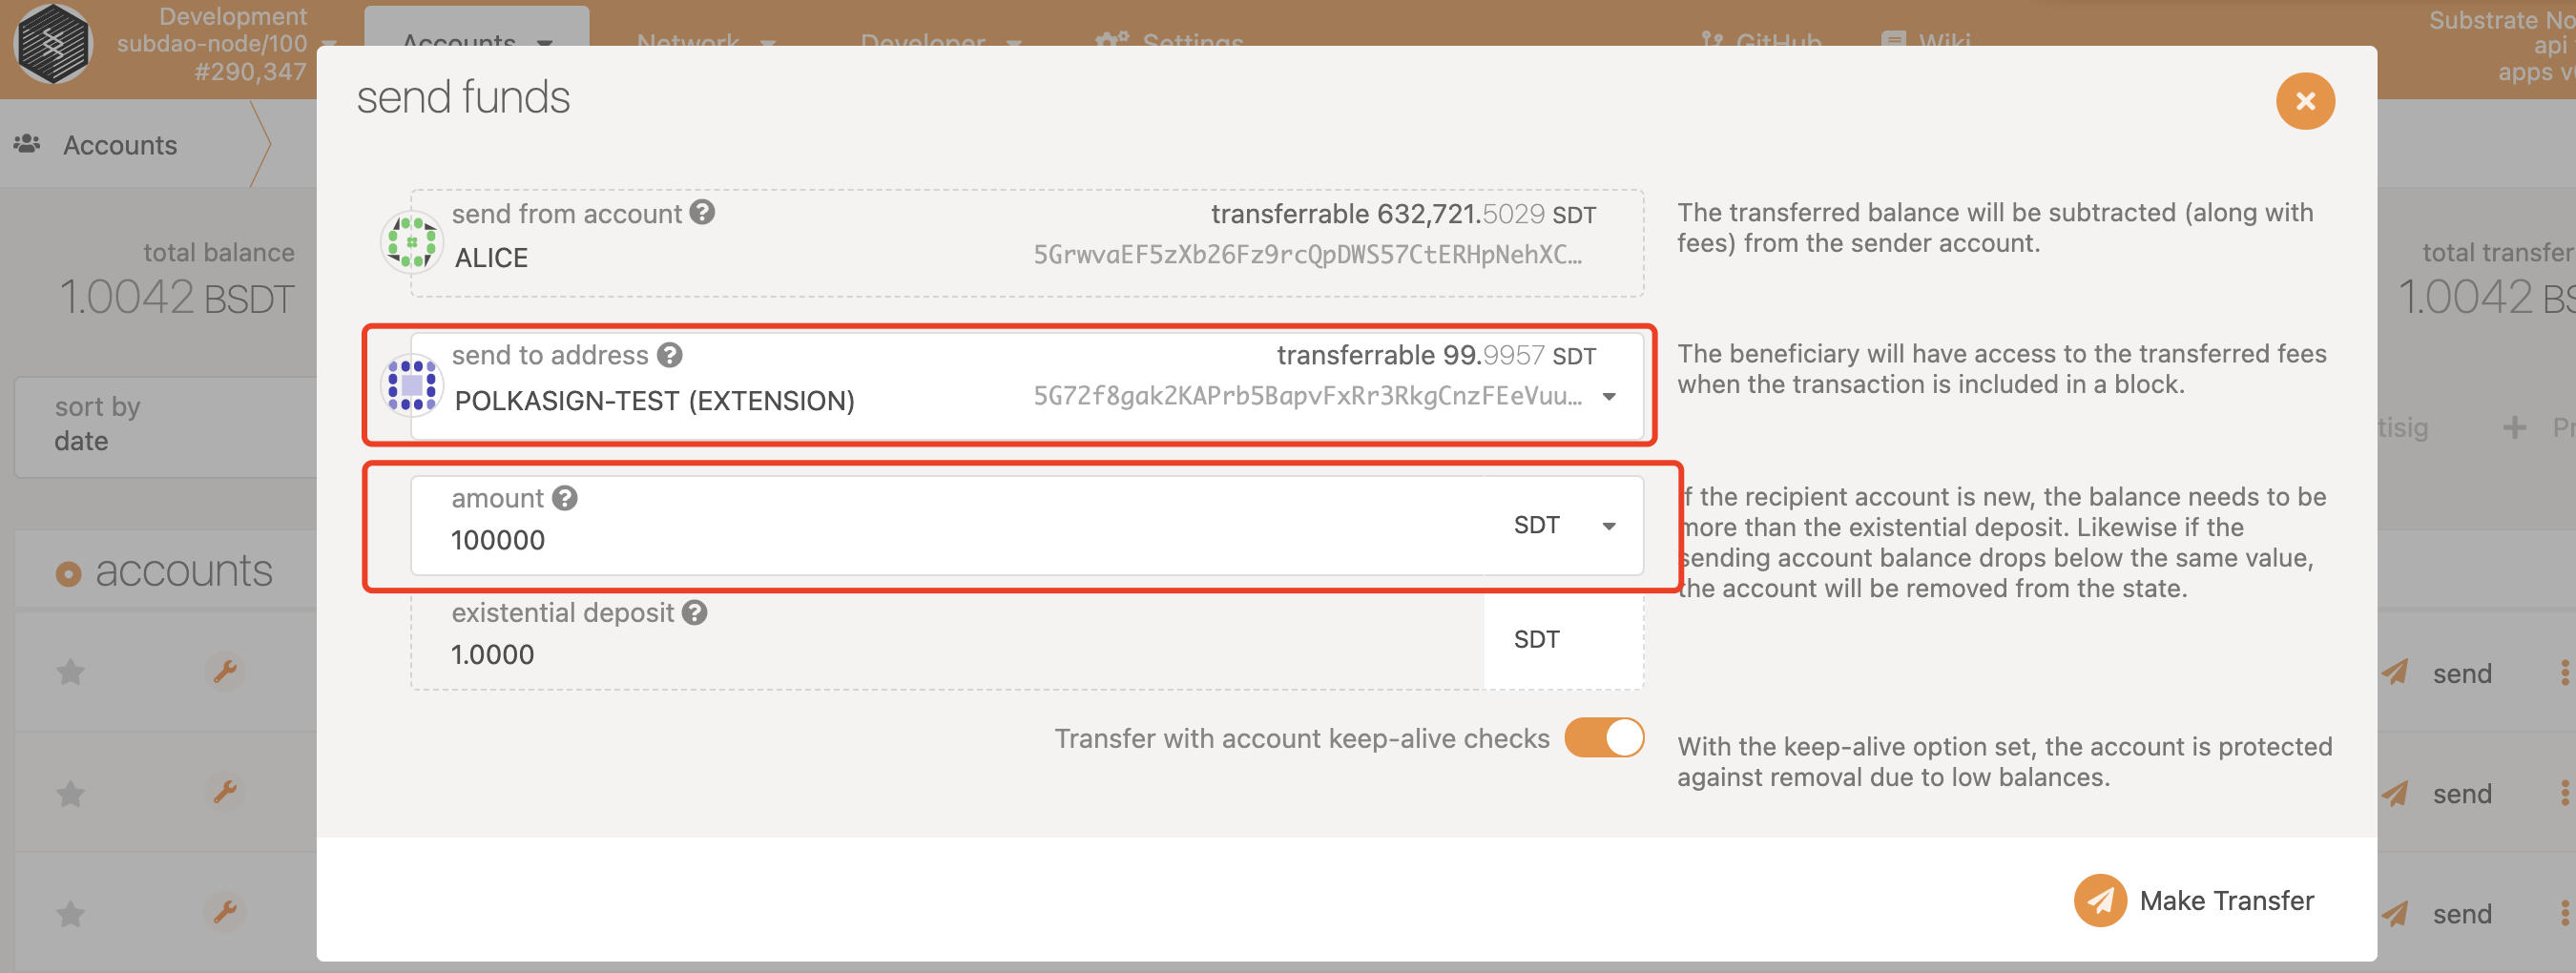 Development
subdao-node/100
#290,347
Accounts
Network
Developer
Settings
GitHub
Wiki
Substrate No
api
apps v
Accounts
send funds
total balance
1.0042 BSDT
total transfer
1.0042 BS
send from account
ALICE
transferrable 632,721.5029 SDT
5GrwvaEF5zXb26Fz9rcQpDWS57CtERHpNehXC…
The transferred balance will be subtracted (along with
fees) from the sender account.
send to address
POLKASIGN-TEST (EXTENSION)
transferrable 99.9957 SDT
5G72f8gak2KAPrb5BapvFxRr3RkgCnzFEeVuu…
The beneficiary will have access to the transferred fees
when the transaction is included in a block.
sort by
date
tisig
Pr
amount
100000
SDT
If the recipient account is new, the balance needs to be
more than the existential deposit. Likewise if the
sending account balance drops below the same value,
the account will be removed from the state.
accounts
existential deposit
1.0000
SDT
send
Transfer with account keep-alive checks
With the keep-alive option set, the account is protected
against removal due to low balances.
send
Make Transfer
send